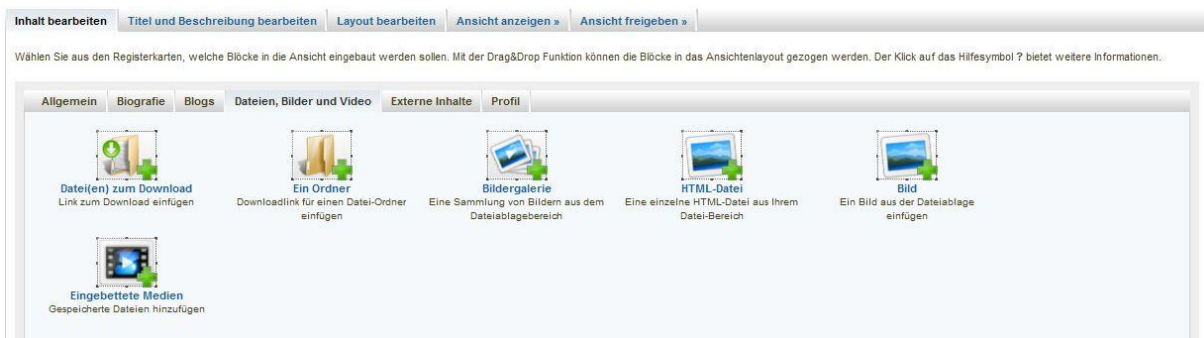 Inhalt bearbeiten Titel und Beschreibung bearbeiten Layout bearbeiten Ansicht anzeigen » Ansicht freigeben »
Wählen Sie aus den Registerkarten, welche Blöcke in die Ansicht eingebaut werden sollen. Mit der Drag&Drop Funktion können die Blöcke in das Ansichtenlayout gezogen werden. Der Klick auf das Hilfesymbol ? bietet weitere Informationen.
Allgemein Biografie Blogs Dateien, Bilder und Video Externe Inhalte Profil
Datei(en) zum Download
Link zum Download einfügen
Ein Ordner
Downloadlink für einen Datei-Ordner
einfügen
Bildergalerie
Eine Sammlung von Bildern aus dem
Dateiablagebereich
HTML-Datei
Eine einzelne HTML-Datei aus Ihrem
Datei-Bereich
Bild
Ein Bild aus der Dateiablage
einfügen
Eingebettete Medien
Gespeicherte Dateien hinzufügen